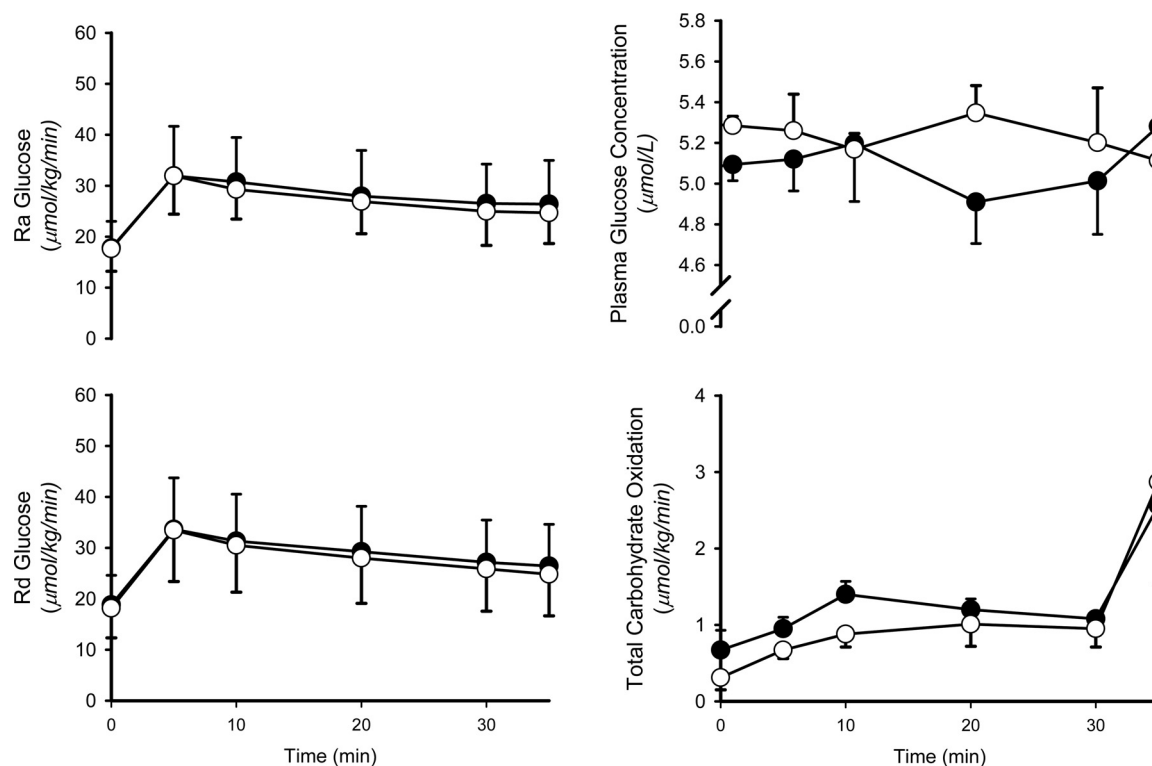 60
50
40
30
20
10
0
Ra Glucose
(μmol/kg/min)
5.8
5.6
5.4
5.2
5.0
4.8
4.6
0.0
Plasma Glucose Concentration
(μmol/L)
60
50
40
30
20
10
0
Rd Glucose
(μmol/kg/min)
0 10 20 30
Time (min)
4
3
2
1
0
Total Carbohydrate Oxidation
(μmol/kg/min)
0 10 20 30
Time (min)